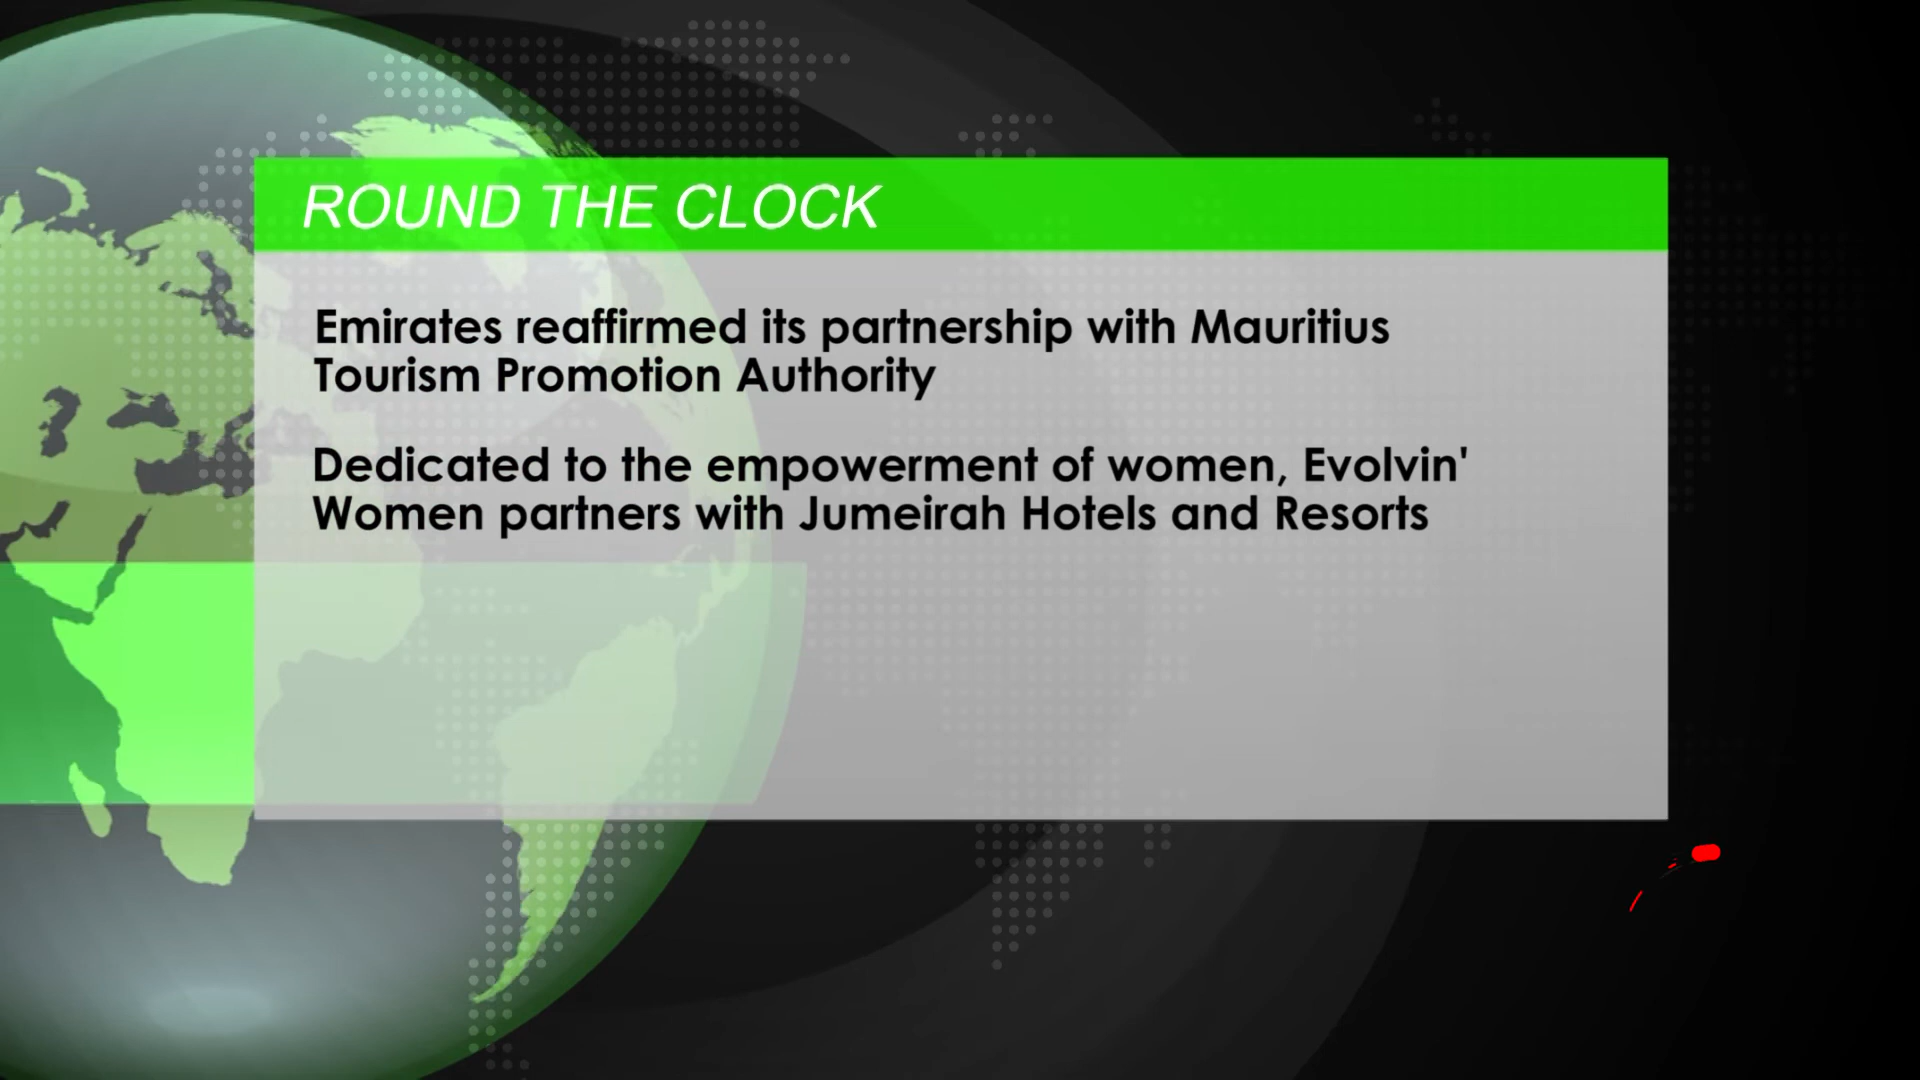 ROUND THE CLOCK
Emirates reaffirmed its partnership with Mauritius
Tourism Promotion Authority
Dedicated to the empowerment of women, Evolvin'
Women partners with Jumeirah Hotels and Resorts